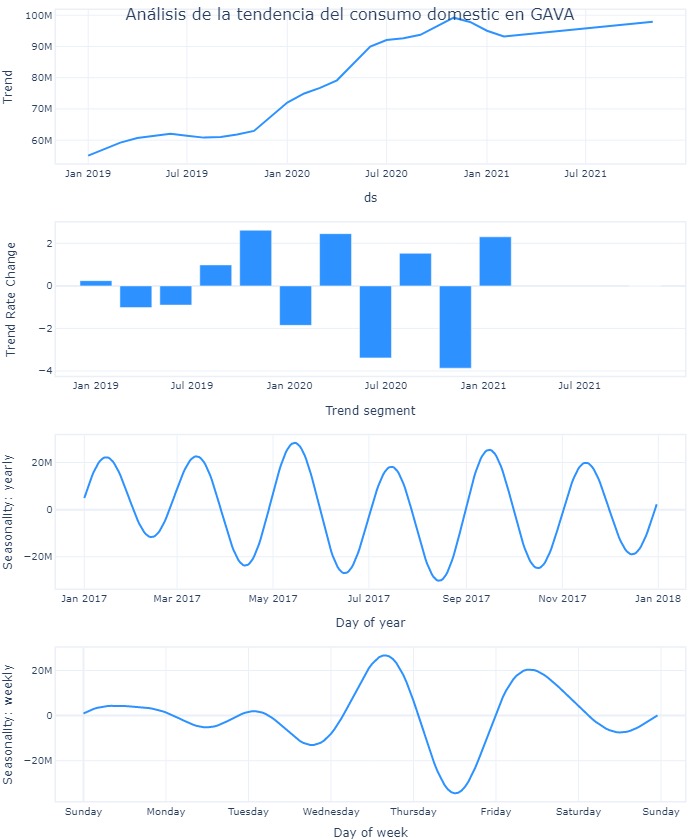 Análisis de la tendencia del consumo domestic en GAVA
100M
90M
80M
70M
60M
Trend
Jan 2019 Jul 2019 Jan 2020 Jul 2020 Jan 2021 Jul 2021
ds
2
0
−2
−4
Trend Rate Change
Jan 2019 Jul 2019 Jan 2020 Jul 2020 Jan 2021 Jul 2021
Trend segment
20M
0
−20M
Seasonality: yearly
Jan 2017 Mar 2017 May 2017 Jul 2017 Sep 2017 Nov 2017 Jan 2018
Day of year
20M
0
−20M
Seasonality: weekly
Sunday Monday Tuesday Wednesday Thursday Friday Saturday Sunday
Day of week